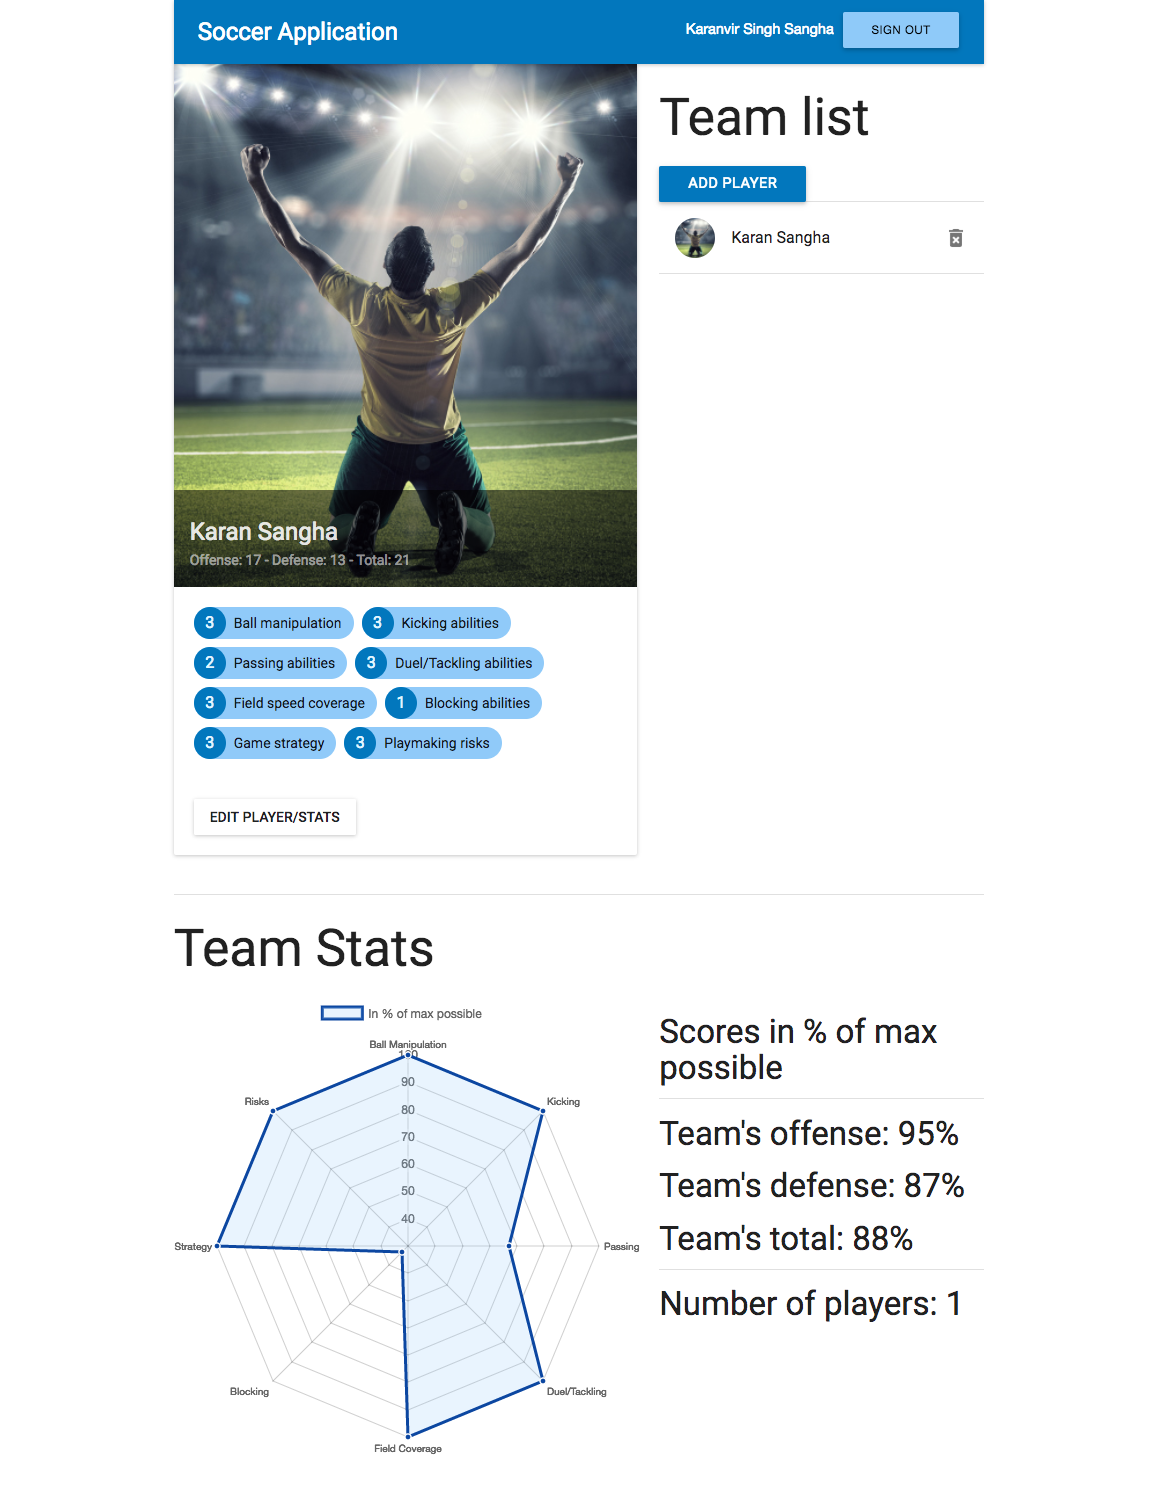 Soccer Application
Karanvir Singh Sangha
SIGN OUT
Karan Sangha
Offense: 17 - Defense: 13 - Total: 21
3 Ball manipulation
3 Kicking abilities
2 Passing abilities
3 Duel/Tackling abilities
3 Field speed coverage
1 Blocking abilities
3 Game strategy
3 Playmaking risks
EDIT PLAYER/STATS
Team list
ADD PLAYER
Karan Sangha
Team Stats
In % of max possible
Ball Manipulation
100
90
80
70
60
50
40
Risks
Kicking
Strategy
Passing
Blocking
Duel/Tackling
Field Coverage
Scores in % of max
possible
Team's offense: 95%
Team's defense: 87%
Team's total: 88%
Number of players: 1